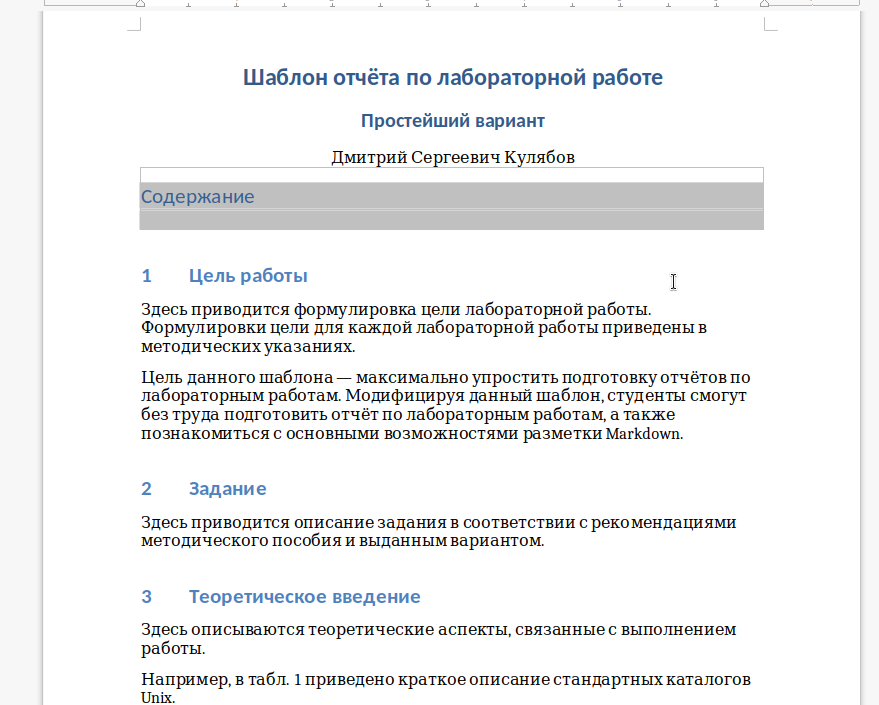 Шаблон отчёта по лабораторной работе
Простейший вариант
Дмитрий Сергеевич Кулябов
Содержание
1 Цель работы
Здесь приводится формулировка цели лабораторной работы.
Формулировки цели для каждой лабораторной работы приведены в
методических указаниях.
Цель данного шаблона — максимально упростить подготовку отчётов по
лабораторным работам. Модифицируя данный шаблон, студенты смогут
без труда подготовить отчёт по лабораторным работам, а также
познакомиться с основными возможностями разметки Markdown.
2 Задание
Здесь приводится описание задания в соответствии с рекомендациями
методического пособия и выданным вариантом.
3 Теоретическое введение
Здесь описываются теоретические аспекты, связанные с выполнением
работы.
Например, в табл. 1 приведено краткое описание стандартных каталогов
Unix.